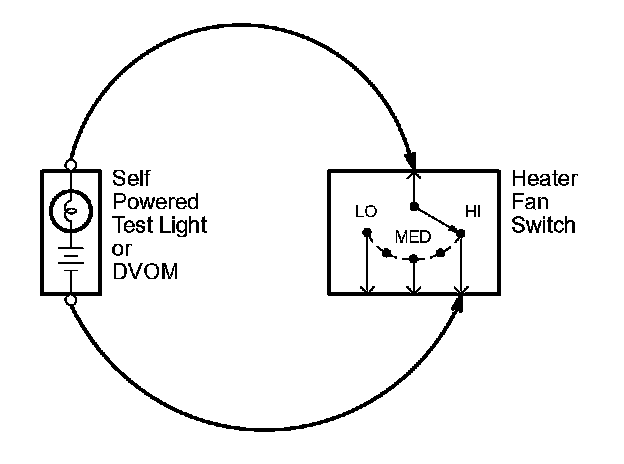 Self
Powered
Test Light
or
DVOM
LO
MED
HI
Heater
Fan
Switch